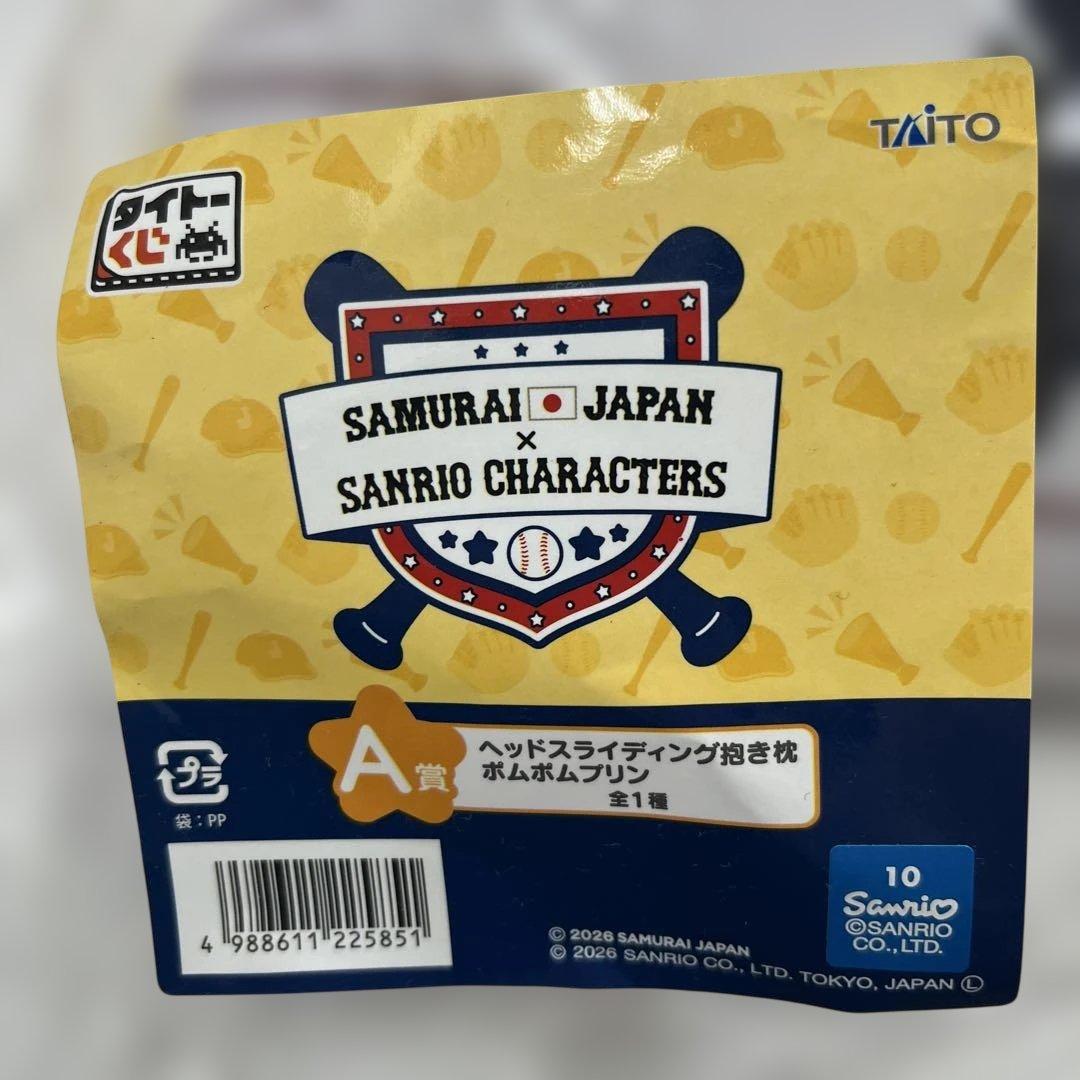 TAITO
タイトー
くじ
SAMURAI JAPAN
×
SANRIO CHARACTERS
A賞
ヘッドスライディング抱き枕
ポムポムプリン
全1種
プラ
袋：PP
4 988611 225851
10
Sanrio
©SANRIO
CO.,LTD.
© 2026 SAMURAI JAPAN
© 2026 SANRIO CO., LTD. TOKYO, JAPAN Ⓛ